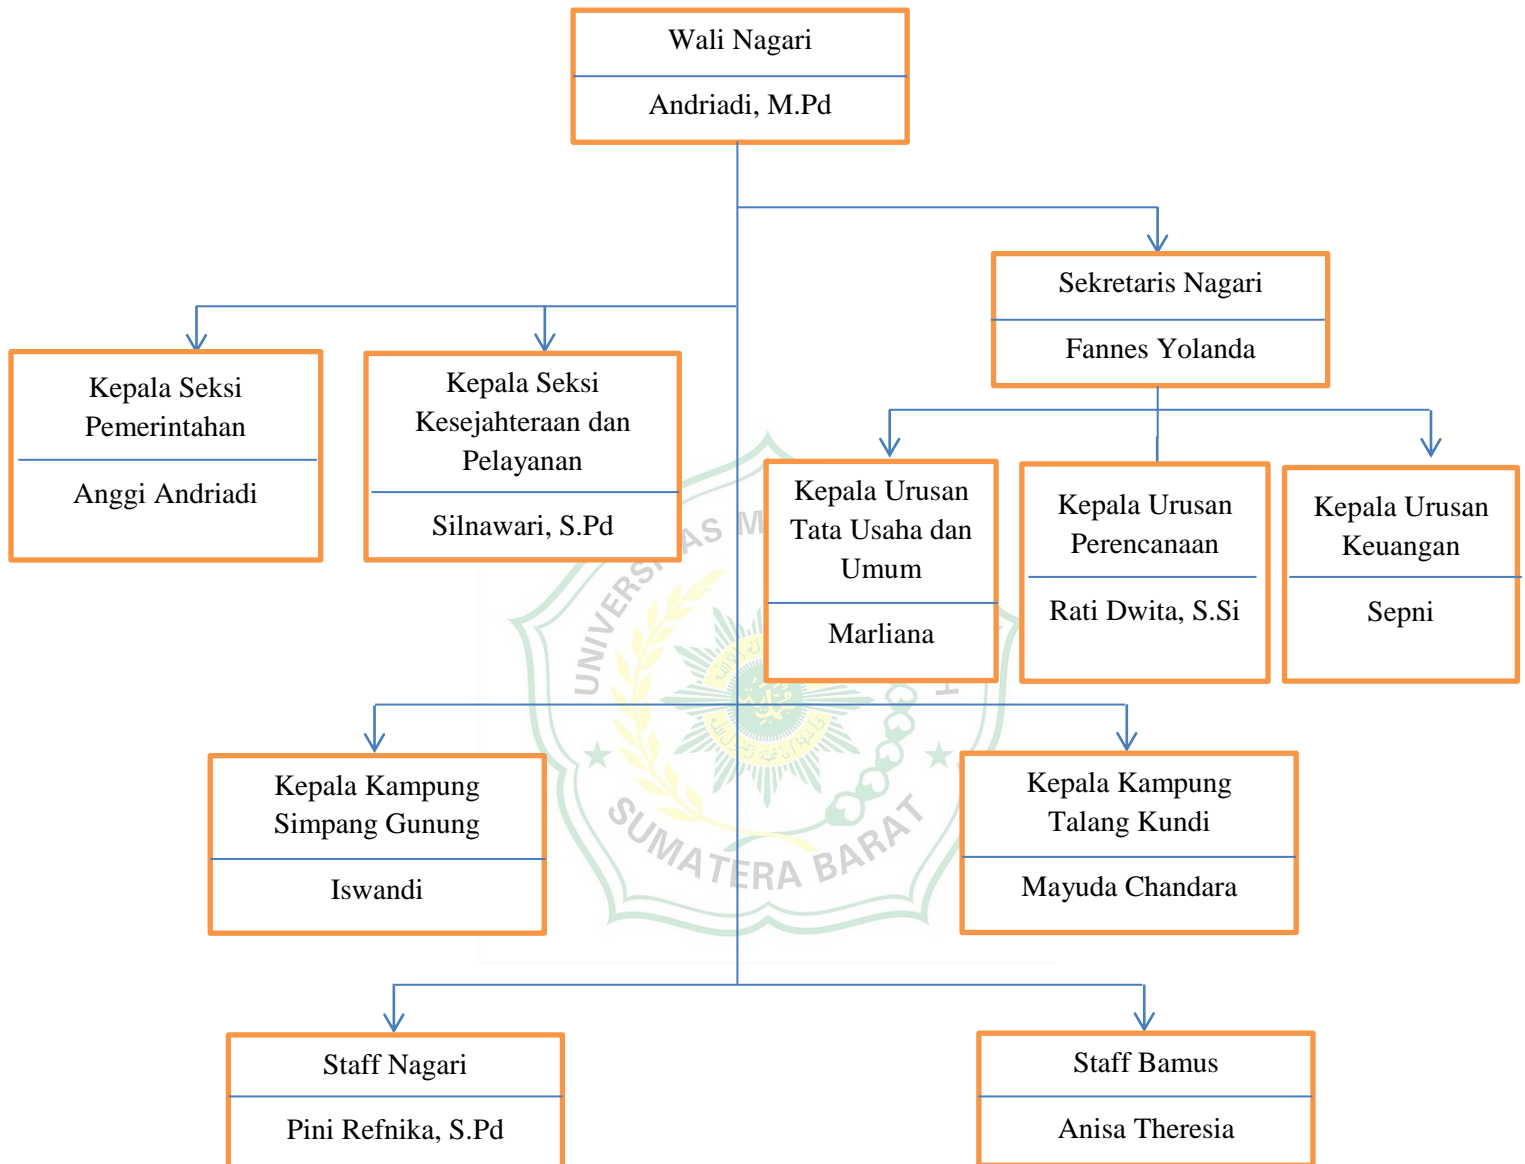 Wali Nagari
Andriadi, M.Pd
Sekretaris Nagari
Fannes Yolanda
Kepala Seksi
Pemerintahan
Anggi Andriadi
Kepala Seksi
Kesejahteraan dan
Pelayanan
Silnawari, S.Pd
Kepala Urusan
Tata Usaha dan
Umum
Marliana
Kepala Urusan
Perencanaan
Rati Dwita, S.Si
Kepala Urusan
Keuangan
Sepni
Kepala Kampung
Simpang Gunung
Iswandi
Kepala Kampung
Talang Kundi
Mayuda Chandara
Staff Nagari
Pini Refnika, S.Pd
Staff Bamus
Anisa Theresia
SUMATERA BARAT